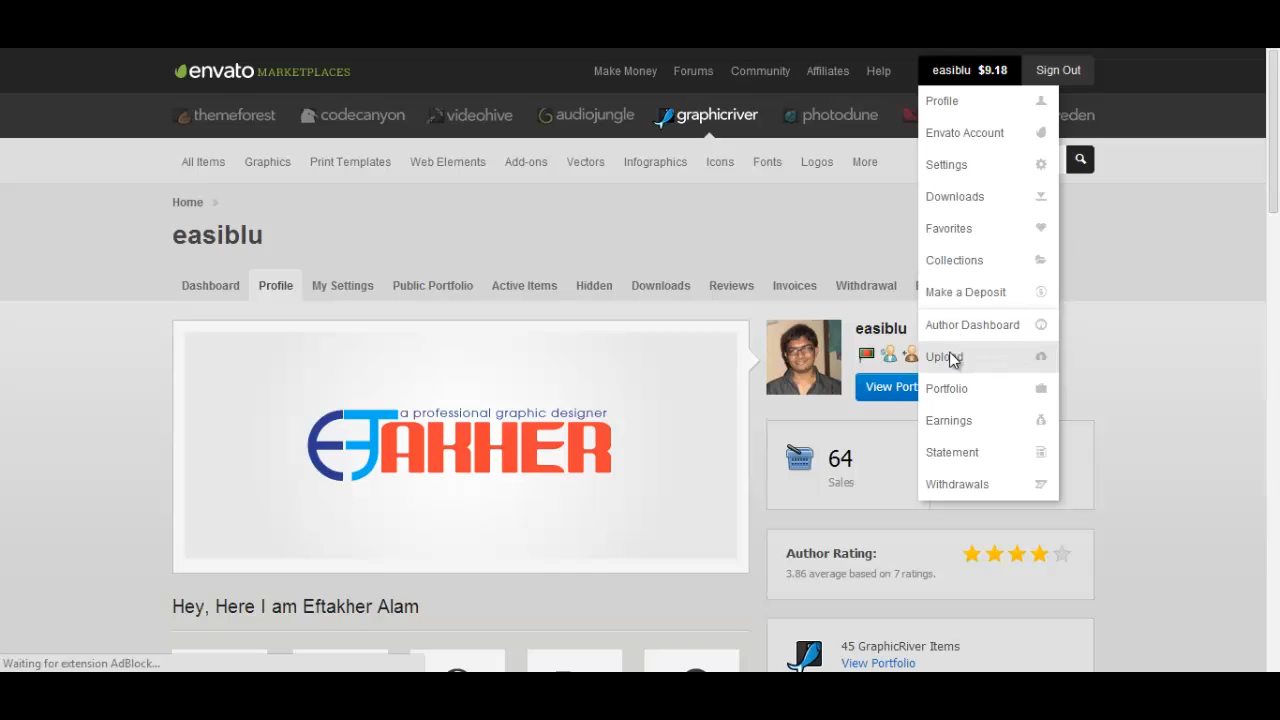 envato MARKETPLACES
Make Money Forums Community Affiliates Help
easiblu $9.18 Sign Out
themeforest codecanyon videohive audiojungle graphicriver photodune
All Items Graphics Print Templates Web Elements Add-ons Vectors Infographics Icons Fonts Logos More
Profile
Envato Account
Settings
Downloads
Favorites
Collections
Make a Deposit
Author Dashboard
Upload
Portfolio
Earnings
Statement
Withdrawals
Home »
easiblu
Dashboard Profile My Settings Public Portfolio Active Items Hidden Downloads Reviews Invoices Withdrawal
a professional graphic designer
EFTAKHER
easiblu
View Port
64
Sales
Author Rating:
3.86 average based on 7 ratings.
Hey, Here I am Eftakher Alam
45 GraphicRiver Items
View Portfolio
Waiting for extension AdBlock...